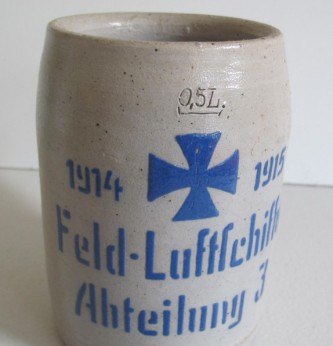 0,5L.
1914 1915
Feld-Luftſchiff
Abteilung 3